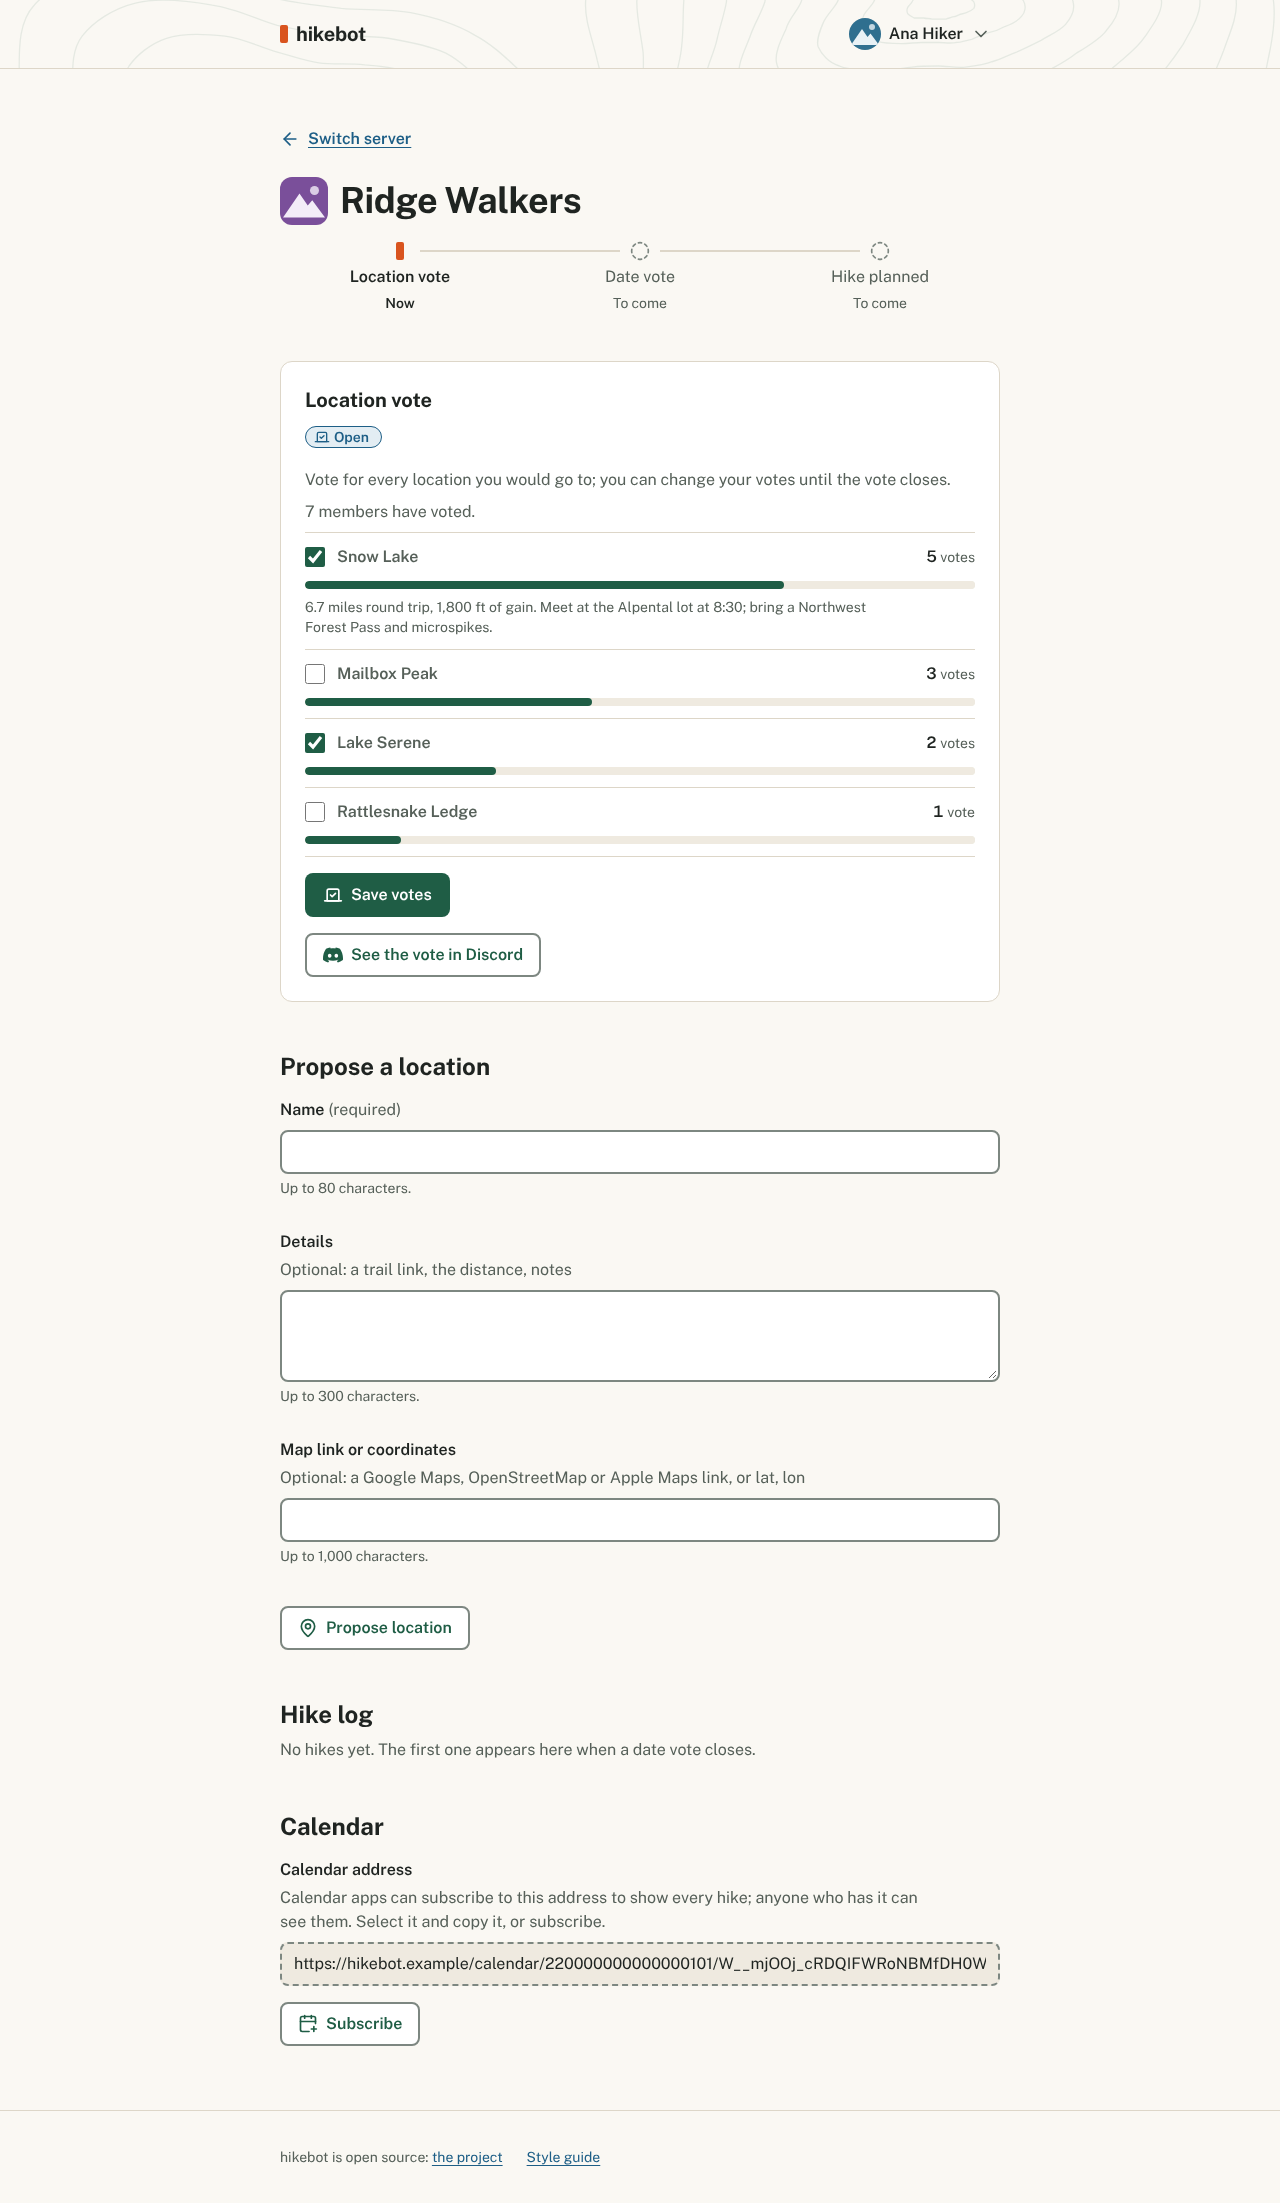 hikebot
Ana Hiker
Switch server
Ridge Walkers
Location vote
Now
Date vote
To come
Hike planned
To come
Location vote
Open
Vote for every location you would go to; you can change your votes until the vote closes.
7 members have voted.
Snow Lake
5 votes
6.7 miles round trip, 1,800 ft of gain. Meet at the Alpental lot at 8:30; bring a Northwest
Forest Pass and microspikes.
Mailbox Peak
3 votes
Lake Serene
2 votes
Rattlesnake Ledge
1 vote
Save votes
See the vote in Discord
Propose a location
Name (required)
Up to 80 characters.
Details
Optional: a trail link, the distance, notes
Up to 300 characters.
Map link or coordinates
Optional: a Google Maps, OpenStreetMap or Apple Maps link, or lat, lon
Up to 1,000 characters.
Propose location
Hike log
No hikes yet. The first one appears here when a date vote closes.
Calendar
Calendar address
Calendar apps can subscribe to this address to show every hike; anyone who has it can
see them. Select it and copy it, or subscribe.
https://hikebot.example/calendar/220000000000000101/W__mjOOj_cRDQIFWRoNBMfDH0W
Subscribe
hikebot is open source: the project
Style guide